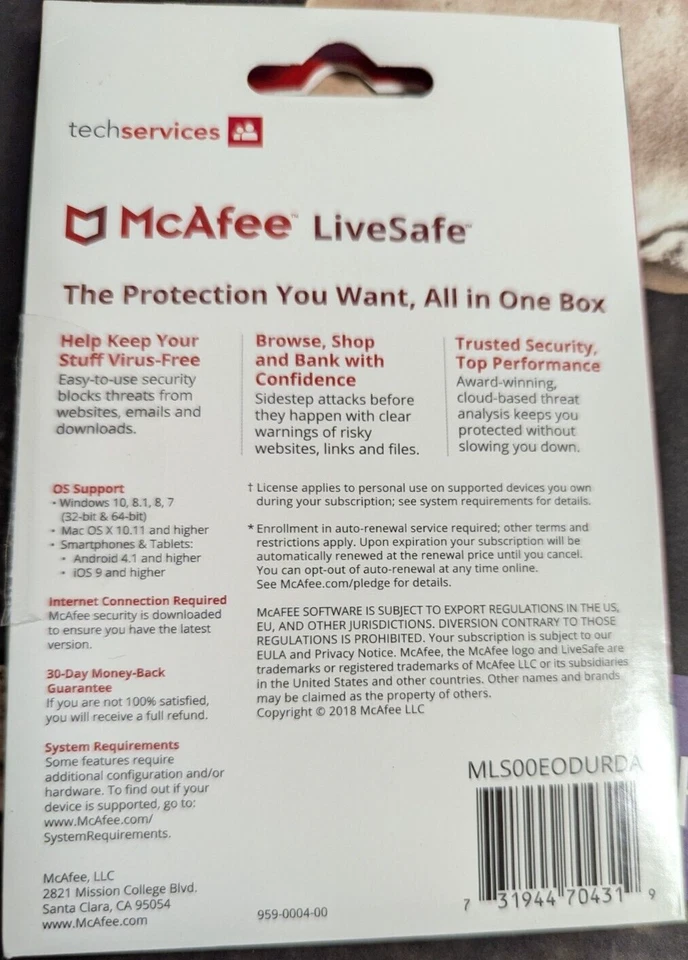 techservices
McAfee™ LiveSafe™
The Protection You Want, All in One Box
Help Keep Your
Stuff Virus-Free
Easy-to-use security
blocks threats from
websites, emails and
downloads.
Browse, Shop
and Bank with
Confidence
Sidestep attacks before
they happen with clear
warnings of risky
websites, links and files.
Trusted Security,
Top Performance
Award-winning,
cloud-based threat
analysis keeps you
protected without
slowing you down.
OS Support
• Windows 10, 8.1, 8, 7
(32-bit & 64-bit)
• Mac OS X 10.11 and higher
• Smartphones & Tablets:
• Android 4.1 and higher
• iOS 9 and higher
Internet Connection Required
McAfee security is downloaded
to ensure you have the latest
version.
30-Day Money-Back
Guarantee
If you are not 100% satisfied,
you will receive a full refund.
System Requirements
Some features require
additional configuration and/or
hardware. To find out if your
device is supported, go to:
www.McAfee.com/
SystemRequirements.
McAfee, LLC
2821 Mission College Blvd.
Santa Clara, CA 95054
www.McAfee.com
† License applies to personal use on supported devices you own
during your subscription; see system requirements for details.
* Enrollment in auto-renewal service required; other terms and
restrictions apply. Upon expiration your subscription will be
automatically renewed at the renewal price until you cancel.
You can opt-out of auto-renewal at any time online.
See McAfee.com/pledge for details.
McAFEE SOFTWARE IS SUBJECT TO EXPORT REGULATIONS IN THE US,
EU, AND OTHER JURISDICTIONS. DIVERSION CONTRARY TO THOSE
REGULATIONS IS PROHIBITED. Your subscription is subject to our
EULA and Privacy Notice. McAfee, the McAfee logo and LiveSafe are
trademarks or registered trademarks of McAfee LLC or its subsidiaries
in the United States and other countries. Other names and brands
may be claimed as the property of others.
Copyright © 2018 McAfee LLC
959-0004-00
MLS00EODURDA
7 31944 70431 9